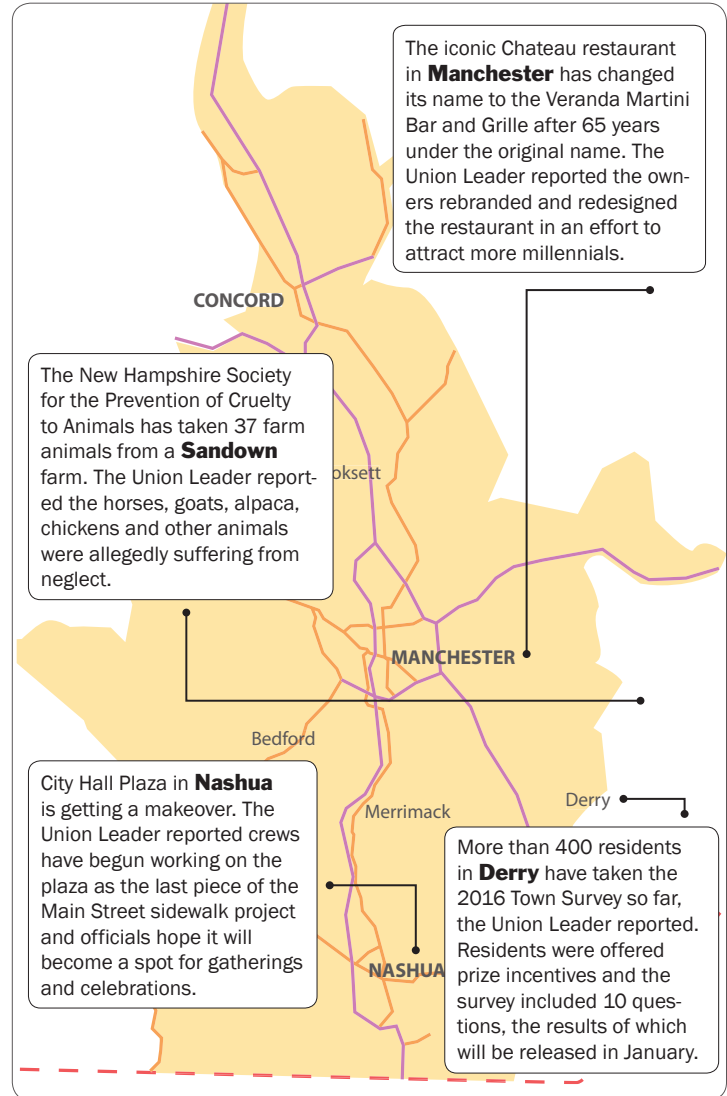 The iconic Chateau restaurant
in Manchester has changed
its name to the Veranda Martini
Bar and Grille after 65 years
under the original name. The
Union Leader reported the own-
ers rebranded and redesigned
the restaurant in an effort to
attract more millennials.
CONCORD
The New Hampshire Society
for the Prevention of Cruelty
to Animals has taken 37 farm
animals from a Sandown
farm. The Union Leader report-
ed the horses, goats, alpaca,
chickens and other animals
were allegedly suffering from
neglect.
oksett
MANCHESTER
Bedford
Merrimack
Derry
City Hall Plaza in Nashua
is getting a makeover. The
Union Leader reported crews
have begun working on the
plaza as the last piece of the
Main Street sidewalk project
and officials hope it will
become a spot for gatherings
and celebrations.
NASHUA
More than 400 residents
in Derry have taken the
2016 Town Survey so far,
the Union Leader reported.
Residents were offered
prize incentives and the
survey included 10 ques-
tions, the results of which
will be released in January.